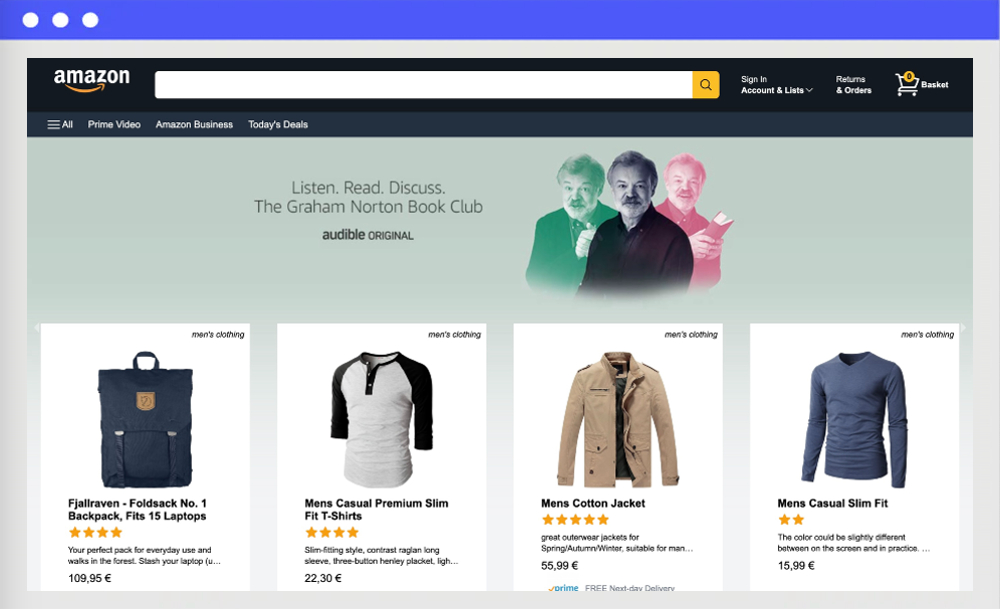 amazon
Sign In
Account & Lists
Returns
& Orders
0
Basket
All
Prime Video
Amazon Business
Today's Deals
Listen. Read. Discuss.
The Graham Norton Book Club
audible ORIGINAL
men's clothing
Fjallraven - Foldsack No. 1
Backpack, Fits 15 Laptops
Your perfect pack for everyday use and
walks in the forest. Stash your laptop (u...
109,95 €
men's clothing
Mens Casual Premium Slim
Fit T-Shirts
Slim-fitting style, contrast raglan long
sleeve, three-button henley placket, ligh...
22,30 €
men's clothing
Mens Cotton Jacket
great outerwear jackets for
Spring/Autumn/Winter, suitable for man...
55,99 €
prime FREE Next-day Delivery
men's clothing
Mens Casual Slim Fit
The color could be slightly different
between on the screen and in practice. ...
15,99 €